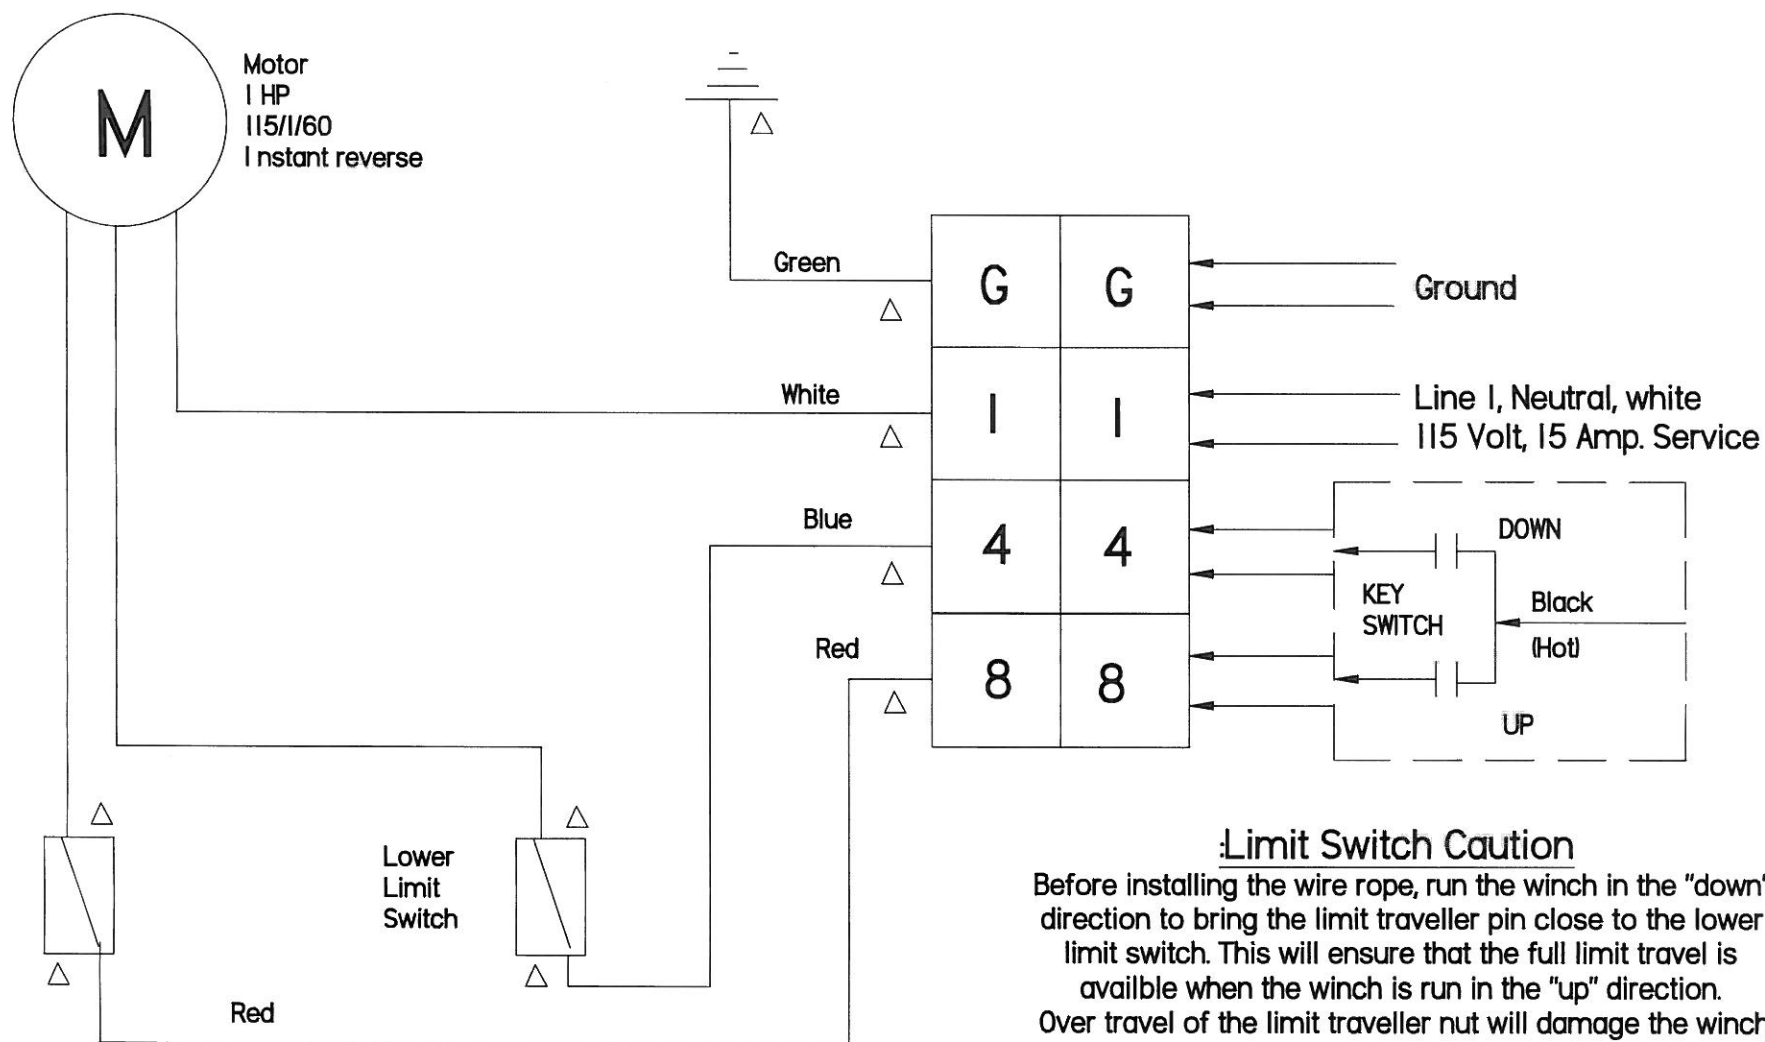 M
Motor
1 HP
115/1/60
Instant reverse
Green
G G
Ground
White
1 1
Line 1, Neutral, white
115 Volt, 15 Amp. Service
Blue
4 4
DOWN
KEY
SWITCH
Black
(Hot)
Red
8 8
UP
Lower
Limit
Switch
Red
:Limit Switch Caution
Before installing the wire rope, run the winch in the "down"
direction to bring the limit traveller pin close to the lower
limit switch. This will ensure that the full limit travel is
availble when the winch is run in the "up" direction.
Over travel of the limit traveller nut will damage the winch